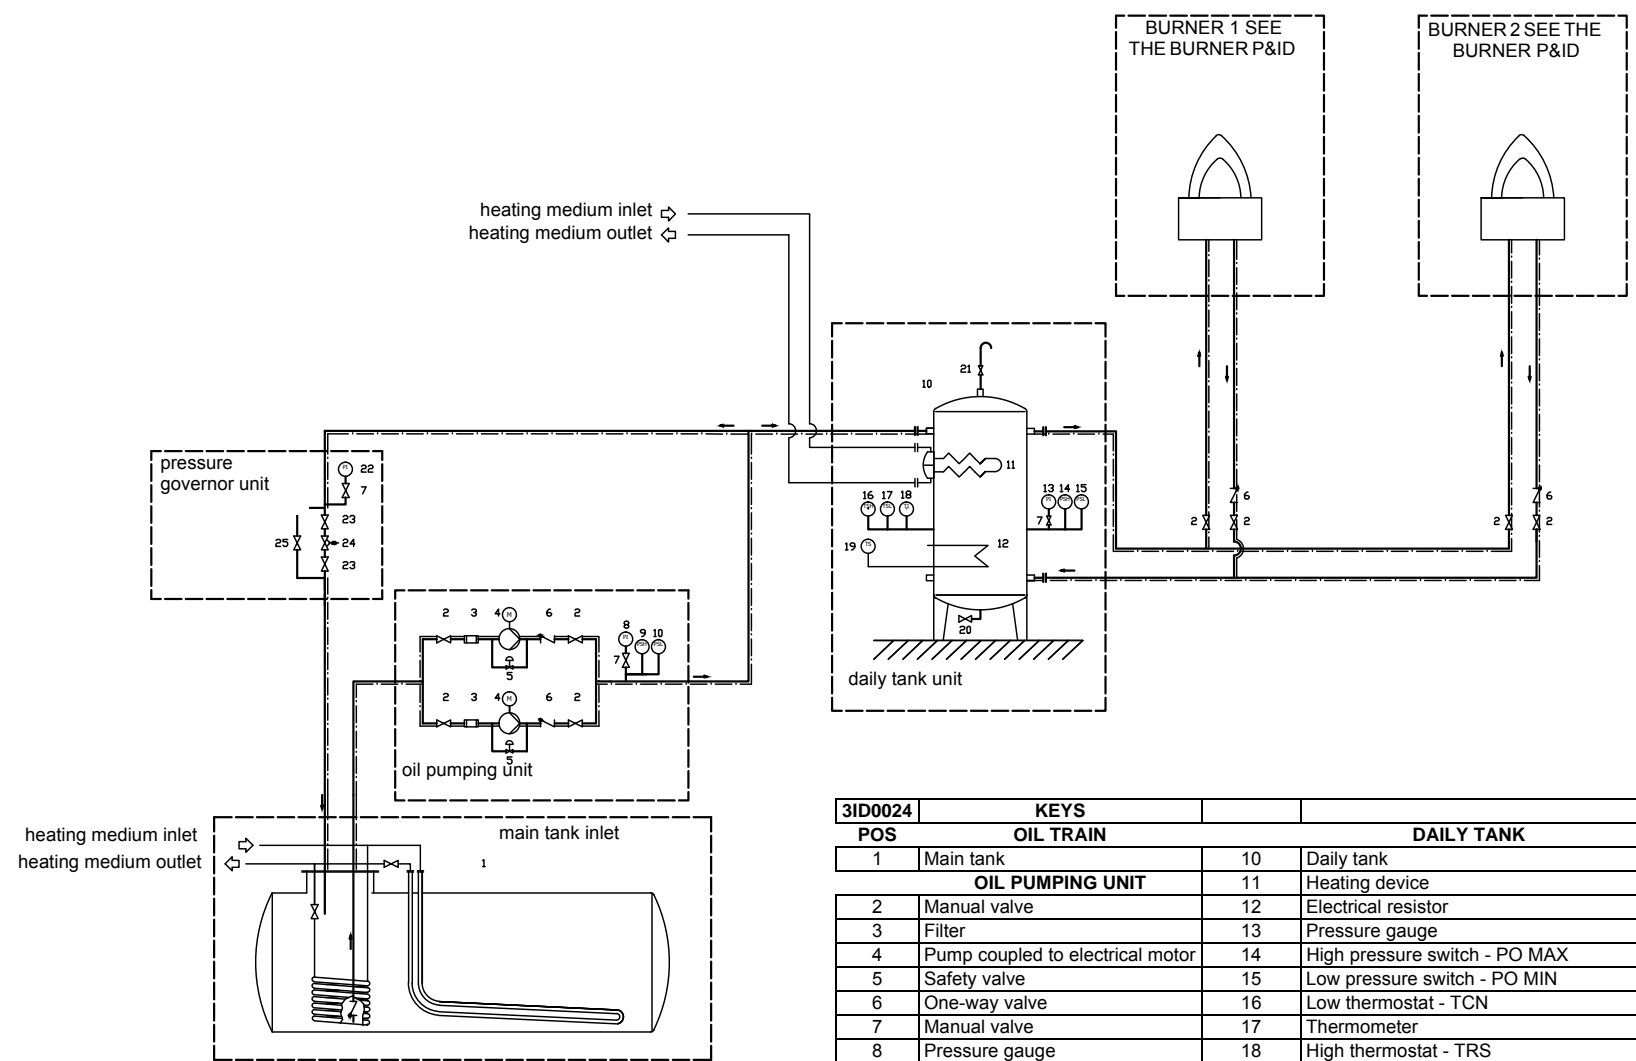 BURNER 1 SEE
THE BURNER P&ID
BURNER 2 SEE THE
BURNER P&ID
heating medium inlet
heating medium outlet
21
10
pressure
governor unit
PI 22
7
23
25
24
23
11
16 17 18
13 14 15
PI
7
19 TS
12
20
daily tank unit
6
6
2
2
2
2
2 3 4 M 6 2
8 9 10
PI
7
5
2 3 4 M 6 2
5
oil pumping unit
heating medium inlet
heating medium outlet
main tank inlet
1
3ID0024 KEYS
POS OIL TRAIN DAILY TANK
1 Main tank 10 Daily tank
OIL PUMPING UNIT 11 Heating device
2 Manual valve 12 Electrical resistor
3 Filter 13 Pressure gauge
4 Pump coupled to electrical motor 14 High pressure switch - PO MAX
5 Safety valve 15 Low pressure switch - PO MIN
6 One-way valve 16 Low thermostat - TCN
7 Manual valve 17 Thermometer
8 Pressure gauge 18 High thermostat - TRS